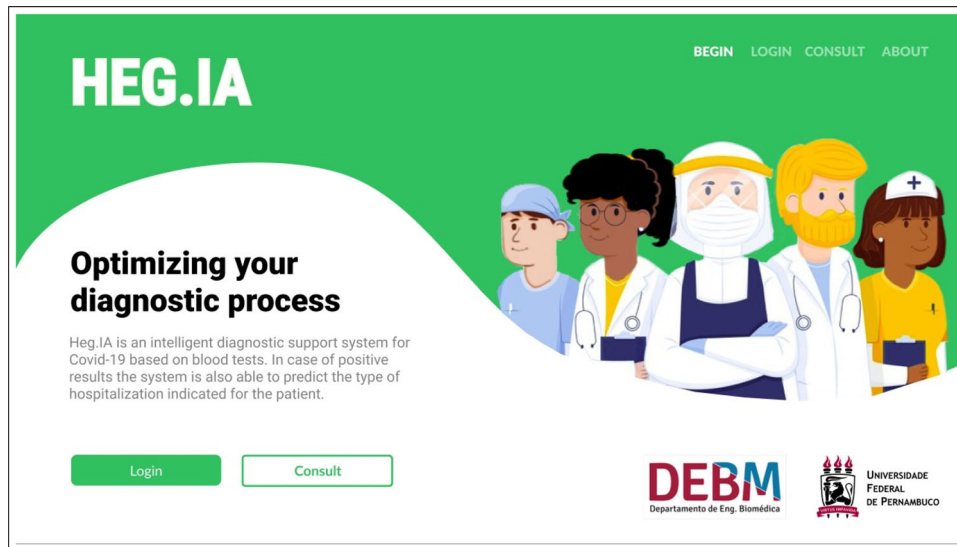 HEG.IA
BEGIN LOGIN CONSULT ABOUT
Optimizing your
diagnostic process
Heg.IA is an intelligent diagnostic support system for
Covid-19 based on blood tests. In case of positive
results the system is also able to predict the type of
hospitalization indicated for the patient.
Login
Consult
DEBM
Departamento de Eng. Biomédica
VIRTUS IMPAVIDA
UNIVERSIDADE
FEDERAL
DE PERNAMBUCO